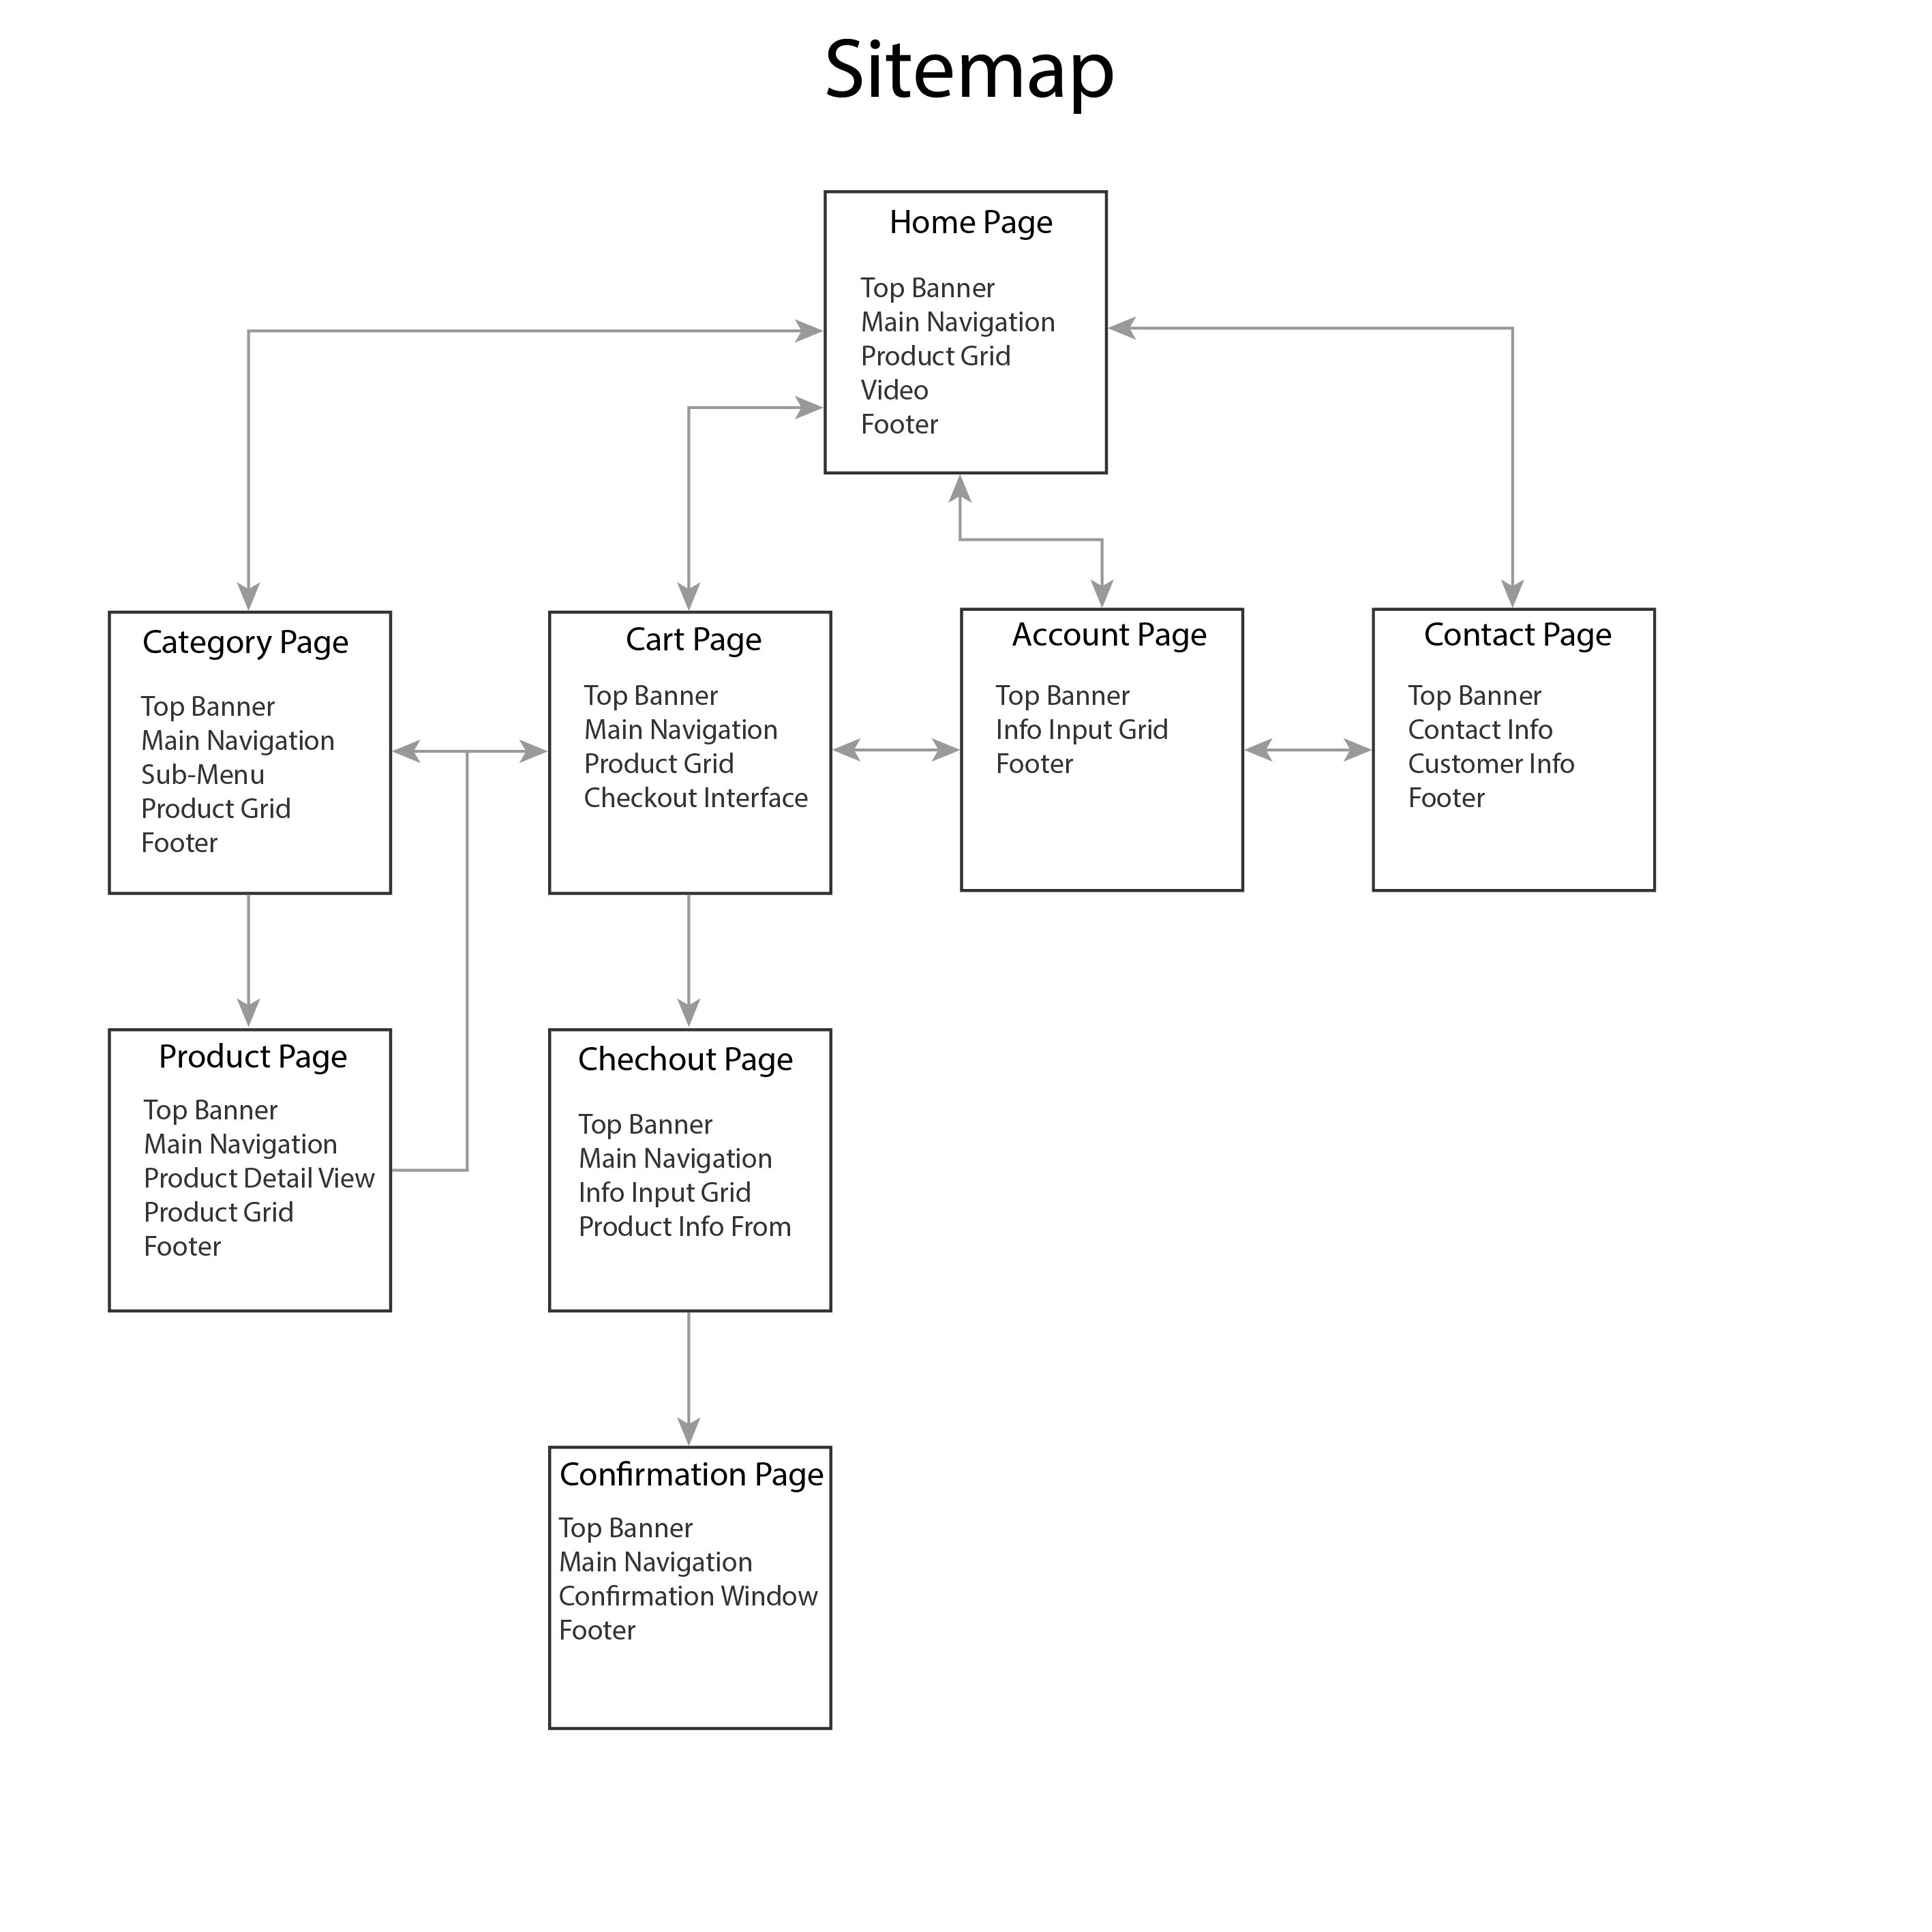 Sitemap
Home Page
Top Banner
Main Navigation
Product Grid
Video
Footer
Category Page
Top Banner
Main Navigation
Sub-Menu
Product Grid
Footer
Cart Page
Top Banner
Main Navigation
Product Grid
Checkout Interface
Account Page
Top Banner
Info Input Grid
Footer
Contact Page
Top Banner
Contact Info
Customer Info
Footer
Product Page
Top Banner
Main Navigation
Product Detail View
Product Grid
Footer
Chechout Page
Top Banner
Main Navigation
Info Input Grid
Product Info From
Confirmation Page
Top Banner
Main Navigation
Confirmation Window
Footer